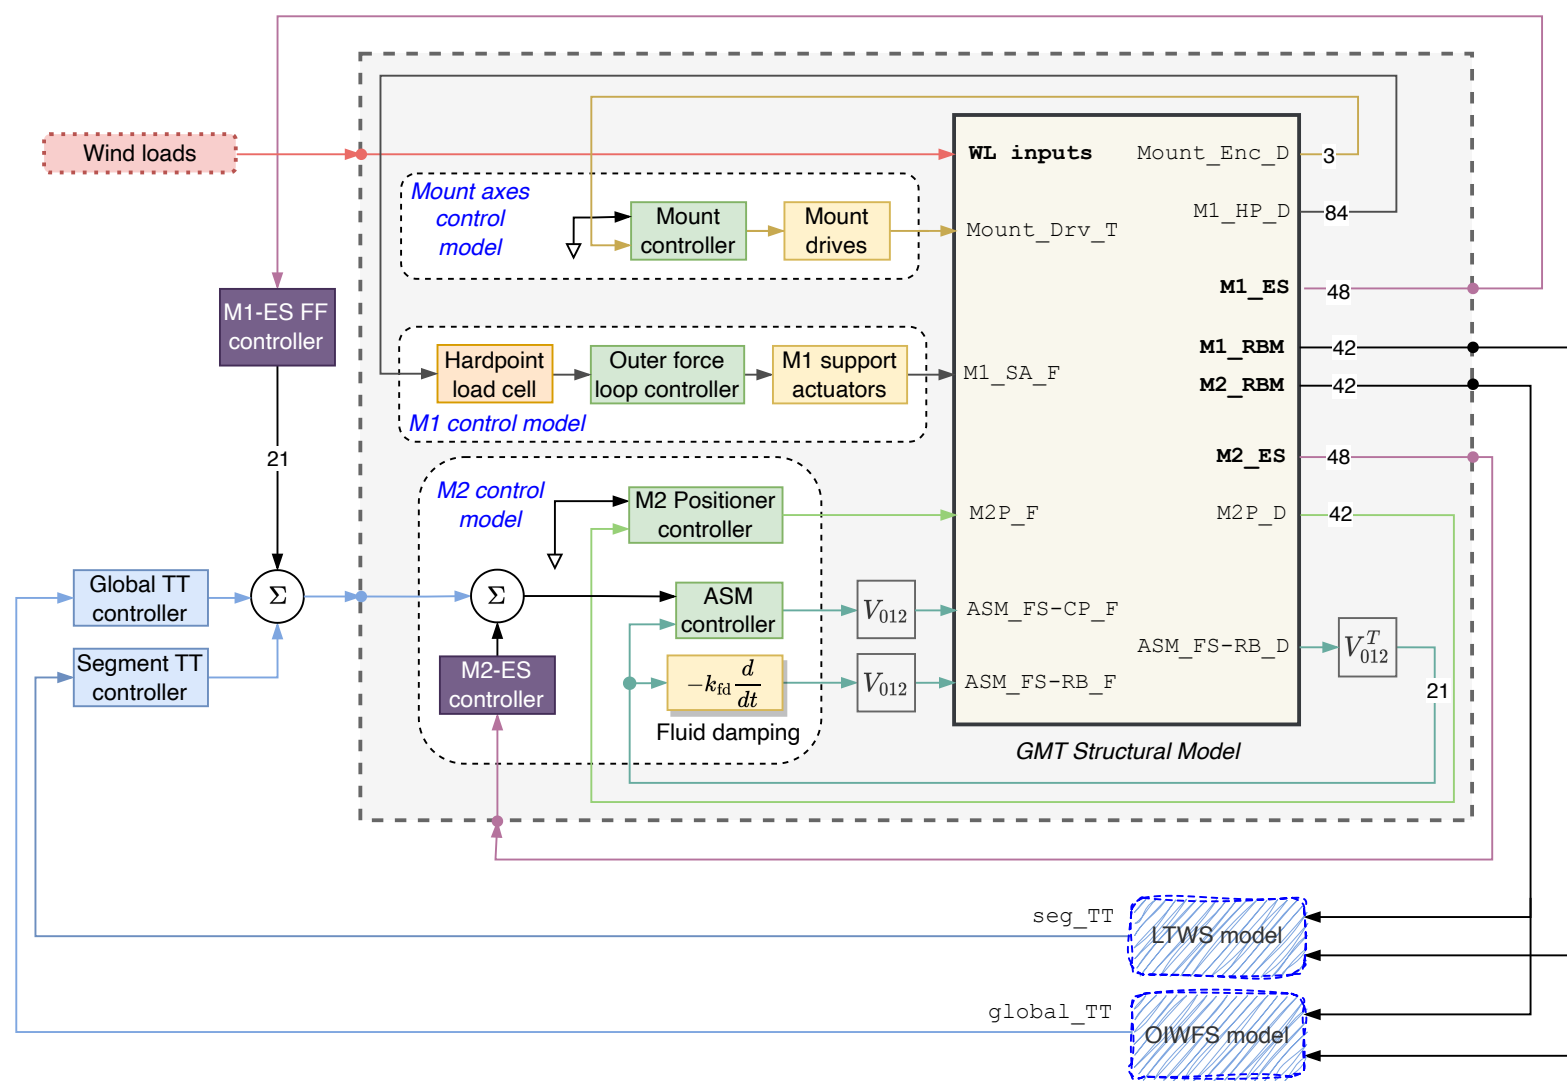 Wind loads
WL inputs
Mount_Enc_D
3
Mount axes
control
model
Mount
controller
Mount
drives
Mount_Drv_T
M1_HP_D
84
M1_ES
48
M1-ES FF
controller
21
Hardpoint
load cell
Outer force
loop controller
M1 support
actuators
M1 control model
M1_SA_F
M1_RBM
42
M2_RBM
42
M2_ES
48
M2 control
model
M2 Positioner
controller
M2P_F
M2P_D
42
Global TT
controller
Σ
Σ
ASM
controller
V012
ASM_FS-CP_F
Segment TT
controller
M2-ES
controller
−kfd d/dt
Fluid damping
V012
ASM_FS-RB_F
ASM_FS-RB_D
V^T_012
21
GMT Structural Model
seg_TT
LTWS model
global_TT
OIWFS model